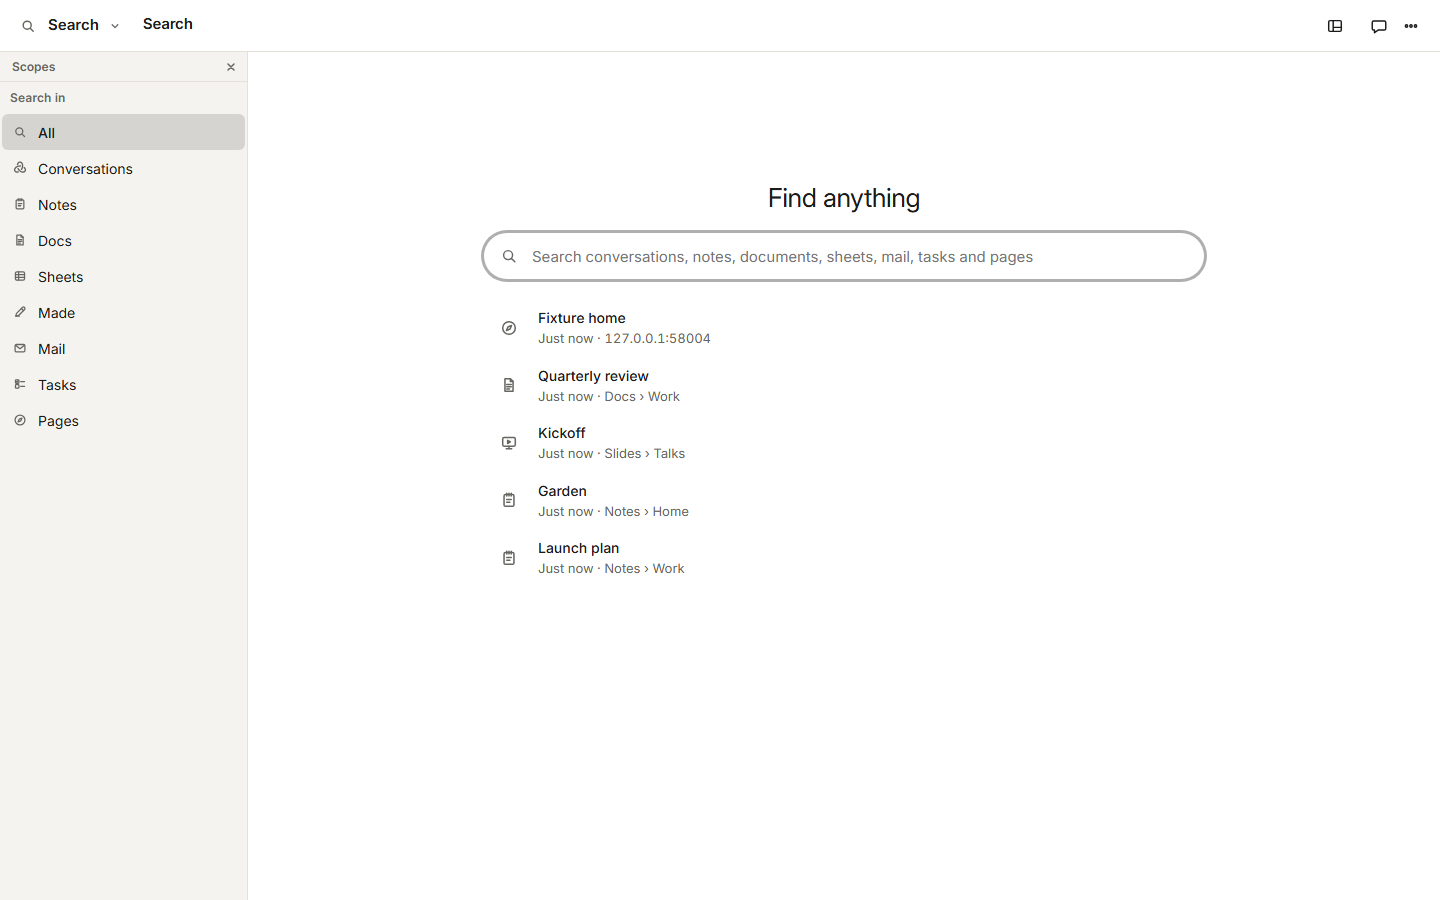 Search
Search
Scopes
Search in
All
Conversations
Notes
Docs
Sheets
Made
Mail
Tasks
Pages
Find anything
Search conversations, notes, documents, sheets, mail, tasks and pages
Fixture home
Just now · 127.0.0.1:58004
Quarterly review
Just now · Docs › Work
Kickoff
Just now · Slides › Talks
Garden
Just now · Notes › Home
Launch plan
Just now · Notes › Work